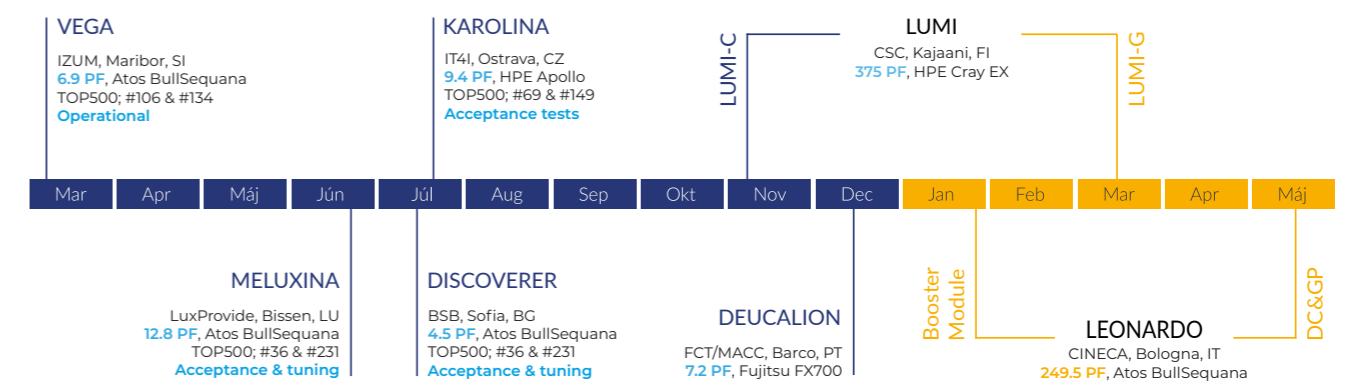 VEGA
IZUM, Maribor, SI
6.9 PF, Atos BullSequana
TOP500; #106 & #134
Operational
KAROLINA
IT4I, Ostrava, CZ
9.4 PF, HPE Apollo
TOP500; #69 & #149
Acceptance tests
LUMI-C
LUMI
CSC, Kajaani, FI
375 PF, HPE Cray EX
LUMI-G
Mar Apr Máj Jún Júl Aug Sep Okt Nov Dec Jan Feb Mar Apr Máj
MELUXINA
LuxProvide, Bissen, LU
12.8 PF, Atos BullSequana
TOP500; #36 & #231
Acceptance & tuning
DISCOVERER
BSB, Sofia, BG
4.5 PF, Atos BullSequana
TOP500; #36 & #231
Acceptance & tuning
DEUCALION
FCT/MACC, Barco, PT
7.2 PF, Fujitsu FX700
Booster
Module
LEONARDO
CINECA, Bologna, IT
249.5 PF, Atos BullSequana
DC&GP